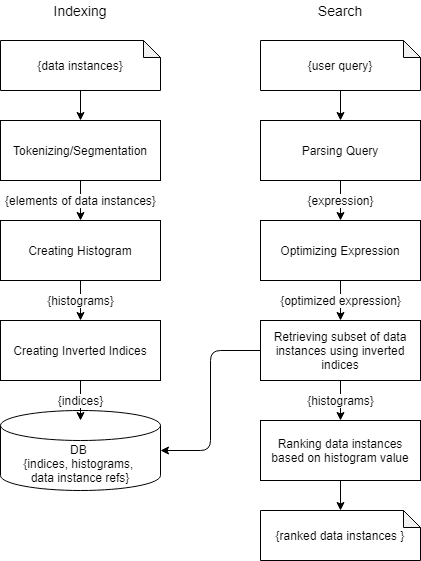 Indexing
{data instances}
Tokenizing/Segmentation
{elements of data instances}
Creating Histogram
{histograms}
Creating Inverted Indices
{indices}
DB
{indices, histograms,
data instance refs}
Search
{user query}
Parsing Query
{expression}
Optimizing Expression
{optimized expression}
Retrieving subset of data
instances using inverted
indices
{histograms}
Ranking data instances
based on histogram value
{ranked data instances }